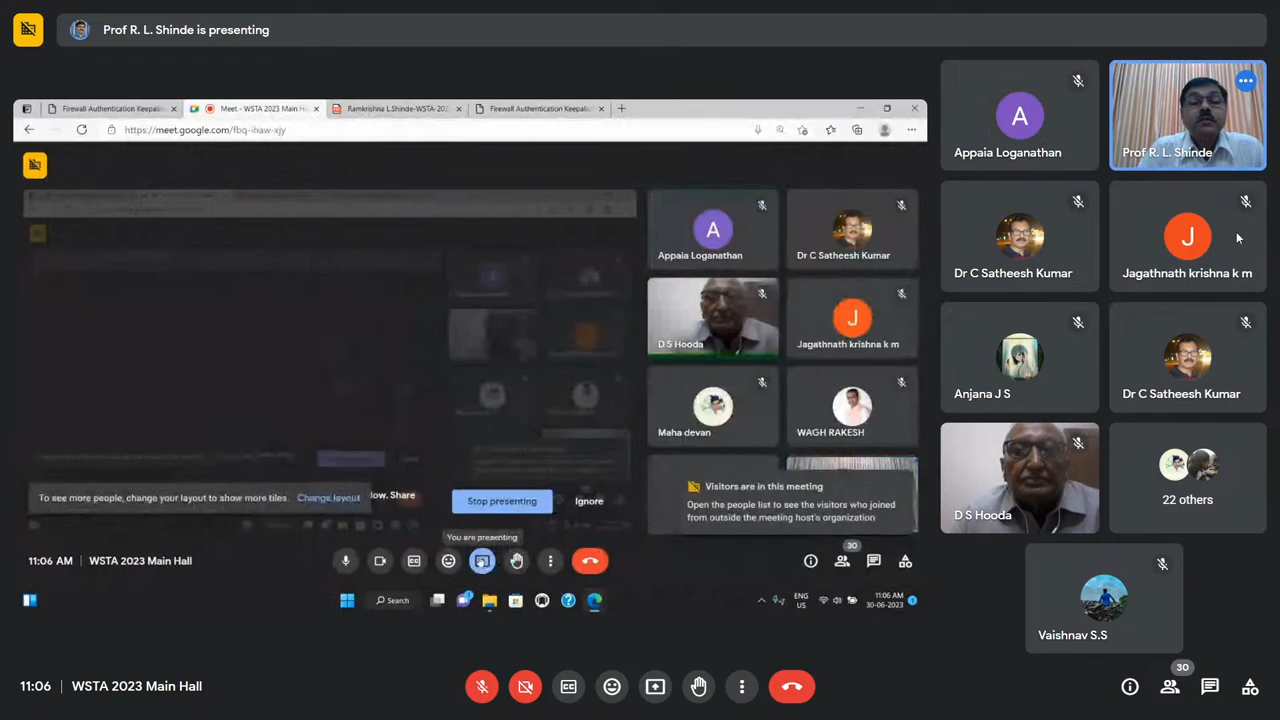 Prof R. L. Shinde is presenting
Firewall Authentication Keepaliv
Meet - WSTA 2023 Main H
Ramkrishna L.Shinde-WSTA-202
Firewall Authentication Keepaliv
https://meet.google.com/fbq-ihaw-xjy
A
Appaia Loganathan
Dr C Satheesh Kumar
D S Hooda
J
Jagathnath krishna k m
Maha devan
WAGH RAKESH
Visitors are in this meeting
Open the people list to see the visitors who joined
from outside the meeting host's organization
To see more people, change your layout to show more tiles.
Change layout
low. Share
Stop presenting
Ignore
You are presenting
11:06 AM
WSTA 2023 Main Hall
30
Search
ENG
US
11:06 AM
30-06-2023
A
Appaia Loganathan
Prof R. L. Shinde
Dr C Satheesh Kumar
J
Jagathnath krishna k m
Anjana J S
Dr C Satheesh Kumar
D S Hooda
22 others
Vaishnav S.S
11:06
WSTA 2023 Main Hall
30